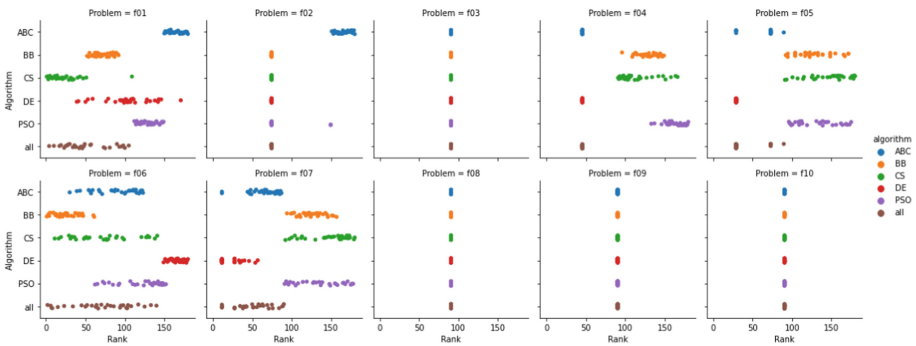 Problem = f01
Problem = f02
Problem = f03
Problem = f04
Problem = f05
ABC
BB
CS
DE
PSO
all
Algorithm
algorithm
ABC
BB
CS
DE
PSO
all
Problem = f06
Problem = f07
Problem = f08
Problem = f09
Problem = f10
ABC
BB
CS
DE
PSO
all
Algorithm
0 50 100 150
0 50 100 150
0 50 100 150
0 50 100 150
0 50 100 150
Rank
Rank
Rank
Rank
Rank